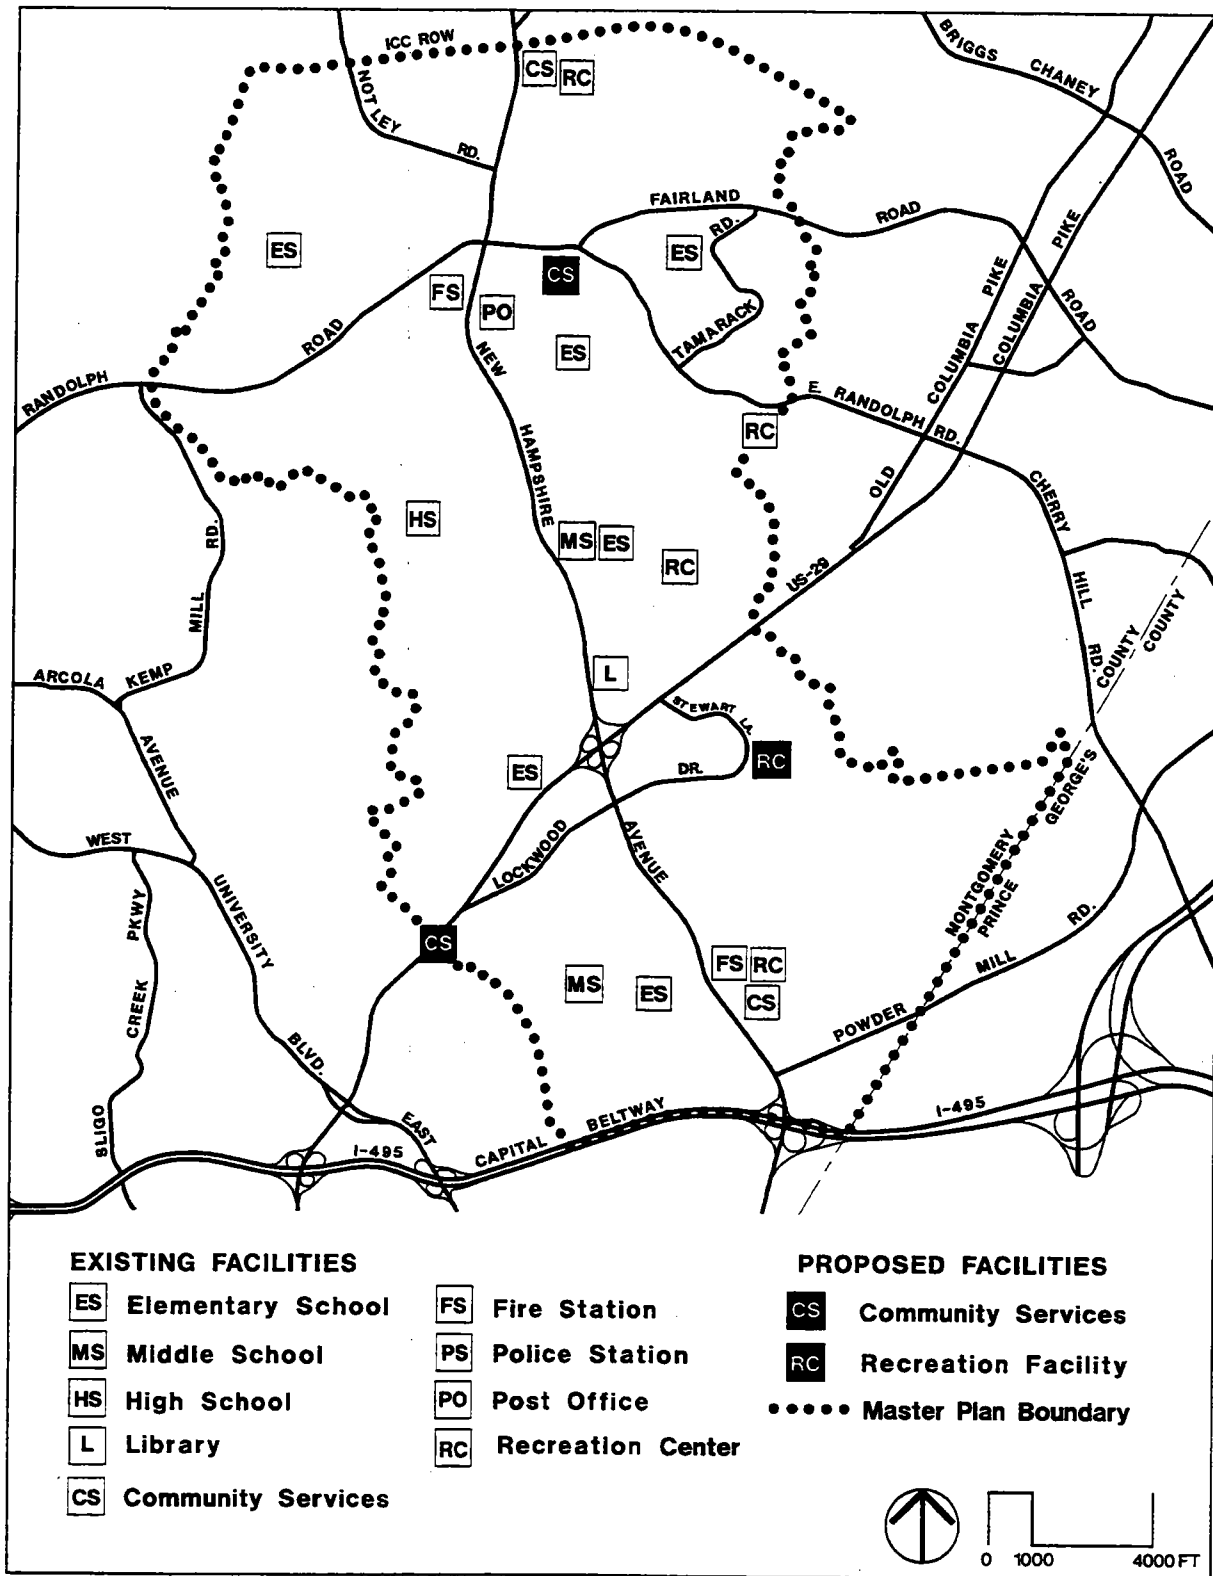 ICC ROW
BRIGGS
CHANEY
ROAD
NOTLEY
RD.
CS
RC
FAIRLAND
ROAD
ROAD
ES
RD.
ES
CS
FS
PO
ROAD
TAMARACK
OLD
COLUMBIA
PIKE
COLUMBIA
PIKE
NEW
ES
RANDOLPH
E. RANDOLPH RD.
RC
HAMPSHIRE
HS
CHERRY
HILL
RD.
MS
ES
RC
US-29
RD.
MILL
KEMP
ARCOLA
AVENUE
L
STEWART LA.
COUNTY
COUNTY
ES
DR.
RC
LOCKWOOD
AVENUE
WEST
PKWY
CREEK
SLIGO
UNIVERSITY
BLVD.
EAST
MONTGOMERY
PRINCE
GEORGE'S
CS
FS
RC
MS
ES
CS
POWDER
MILL
RD.
I-495
CAPITAL
BELTWAY
I-495
EXISTING FACILITIES
ES Elementary School
MS Middle School
HS High School
L Library
CS Community Services
FS Fire Station
PS Police Station
PO Post Office
RC Recreation Center
PROPOSED FACILITIES
CS Community Services
RC Recreation Facility
Master Plan Boundary
0 1000 4000 FT